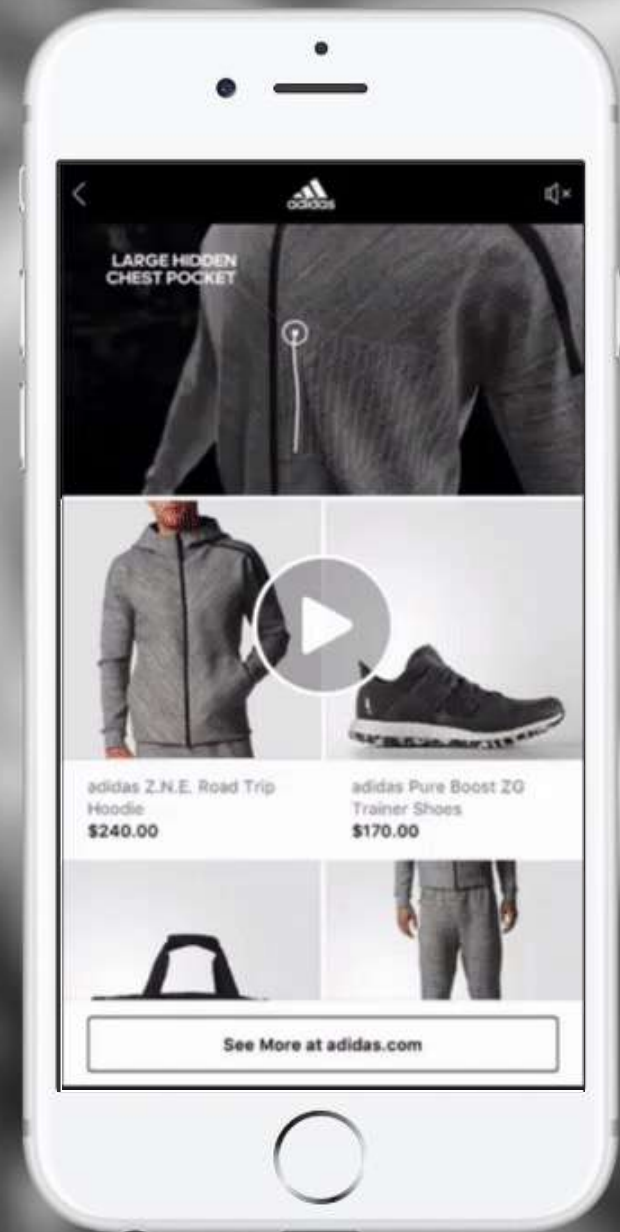 adidas
LARGE HIDDEN
CHEST POCKET
adidas Z.N.E. Road Trip
Hoodie
$240.00
adidas Pure Boost ZG
Trainer Shoes
$170.00
See More at adidas.com